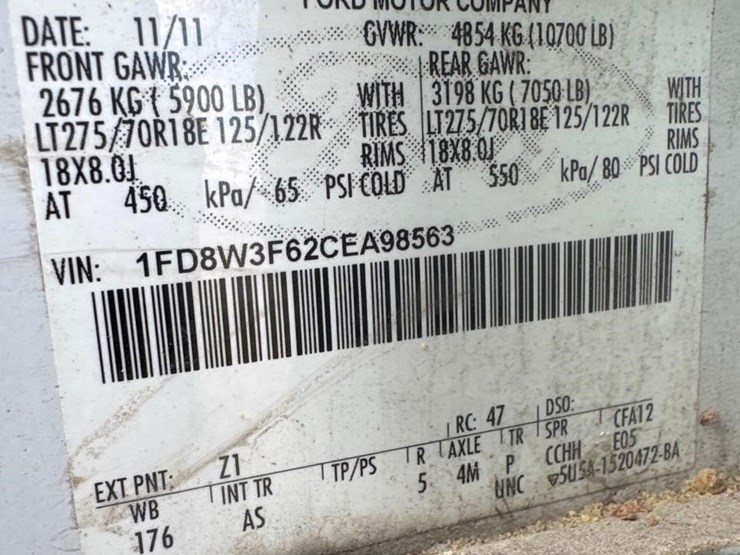 FORD MOTOR COMPANY
DATE: 11/11 GVWR: 4854 KG (10700 LB)
FRONT GAWR: REAR GAWR:
2676 KG ( 5900 LB) WITH 3198 KG ( 7050 LB) WITH
LT275/70R18E 125/122R TIRES LT275/70R18E 125/122R TIRES
18X8.0J RIMS 18X8.0J RIMS
AT 450 kPa/ 65 PSI COLD AT 550 kPa/ 80 PSI COLD
VIN: 1FD8W3F62CEA98563
EXT PNT: Z1 RC: 47 DSO:
WB INT TR TP/PS R AXLE TR SPR CFA12
176 AS 5 4M P CCHH E05
UNC ▽5U5A-1520472-BA